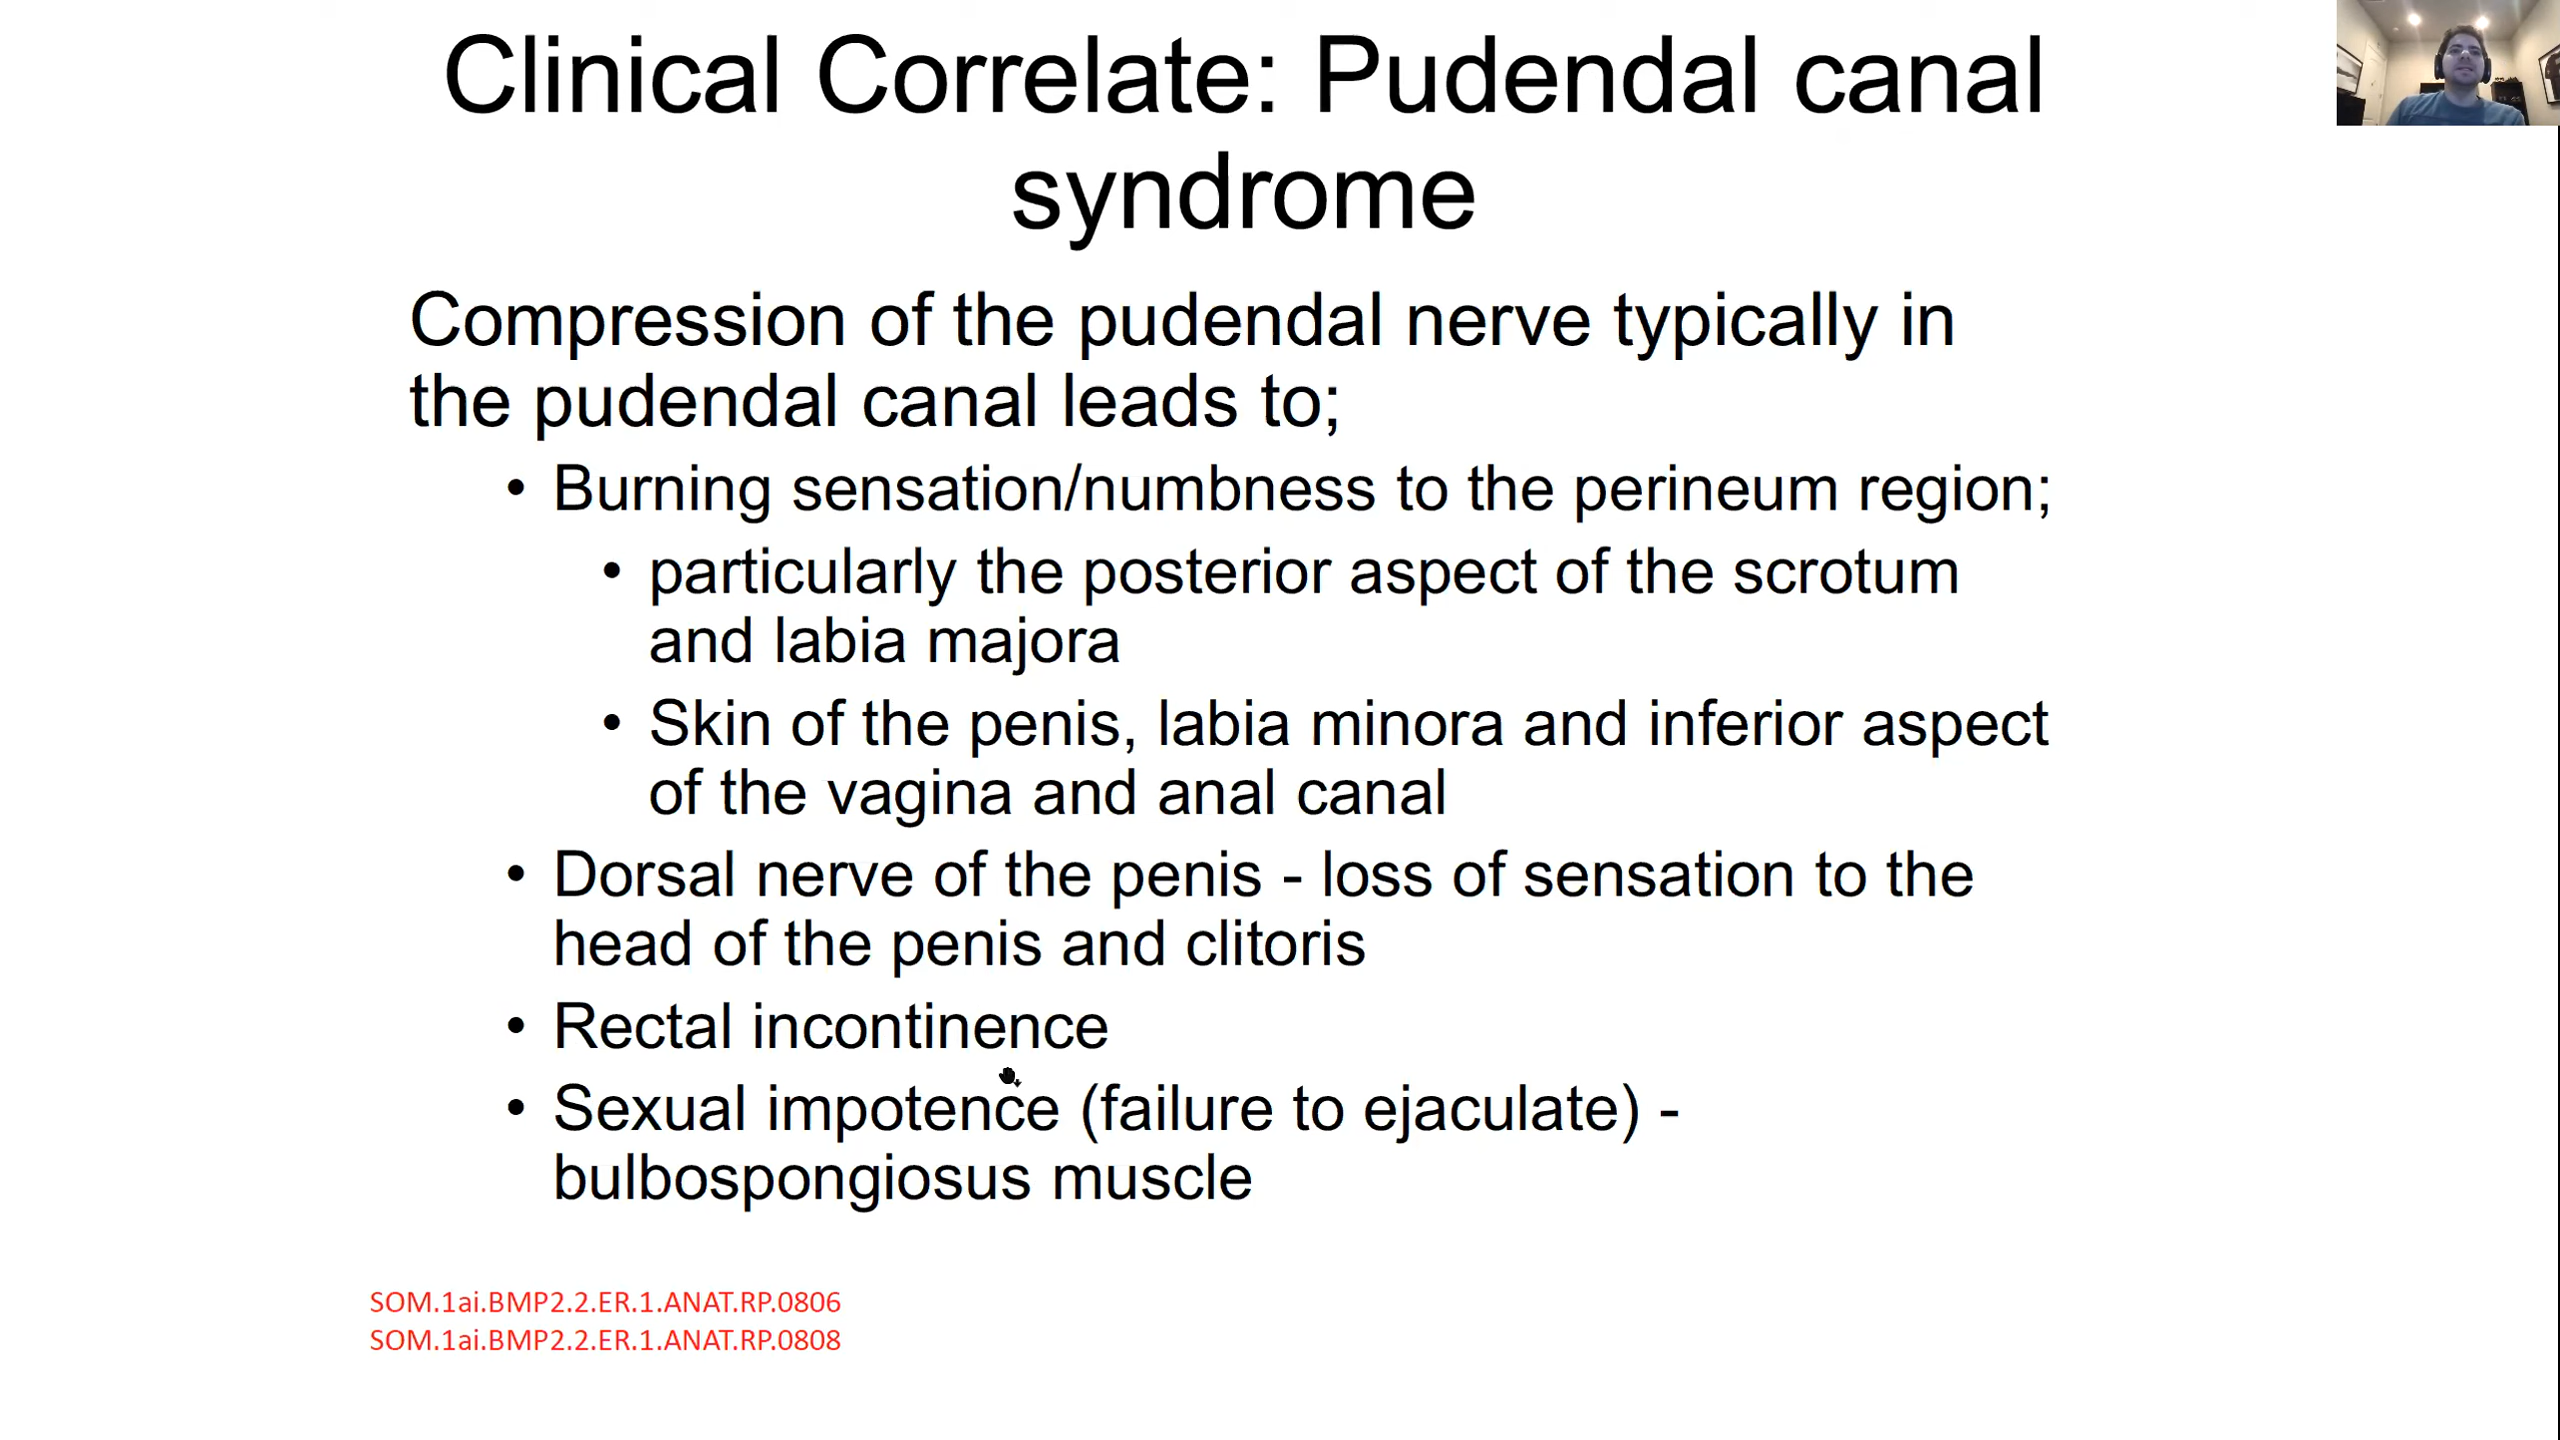 Clinical Correlate: Pudendal canal
syndrome
Compression of the pudendal nerve typically in
the pudendal canal leads to;
• Burning sensation/numbness to the perineum region;
• particularly the posterior aspect of the scrotum
and labia majora
• Skin of the penis, labia minora and inferior aspect
of the vagina and anal canal
• Dorsal nerve of the penis - loss of sensation to the
head of the penis and clitoris
• Rectal incontinence
• Sexual impotence (failure to ejaculate) -
bulbospongiosus muscle
SOM.1ai.BMP2.2.ER.1.ANAT.RP.0806
SOM.1ai.BMP2.2.ER.1.ANAT.RP.0808